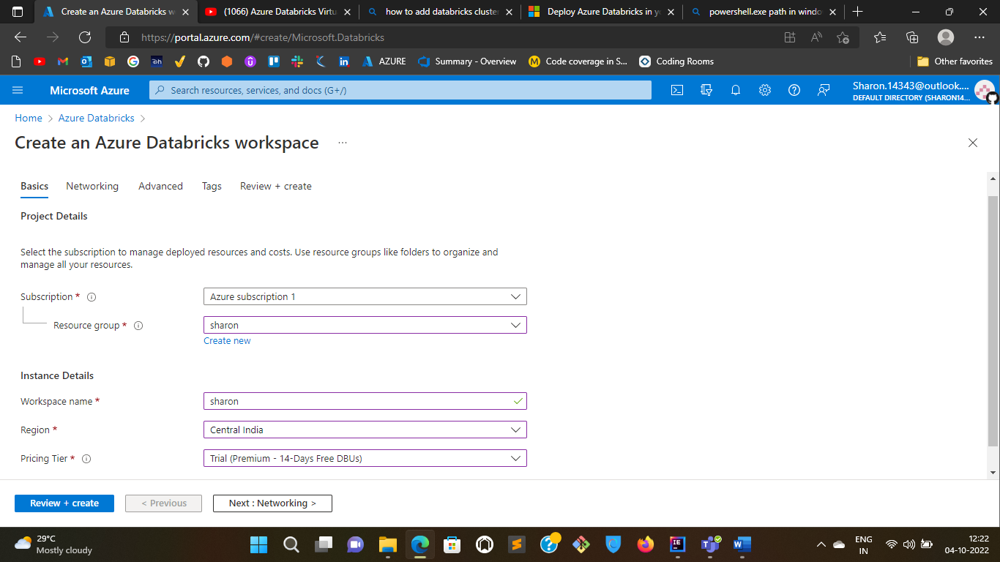 Create an Azure Databricks wo
(1066) Azure Databricks Virtu
how to add databricks cluster
Deploy Azure Databricks in yo
powershell.exe path in windo
https://portal.azure.com/#create/Microsoft.Databricks
AZURE
Summary - Overview
Code coverage in S...
Coding Rooms
Other favorites
Microsoft Azure
Search resources, services, and docs (G+/)
Sharon.14343@outlook....
DEFAULT DIRECTORY (SHARON14...
Home > Azure Databricks >
Create an Azure Databricks workspace ...
Basics Networking Advanced Tags Review + create
Project Details
Select the subscription to manage deployed resources and costs. Use resource groups like folders to organize and
manage all your resources.
Subscription * Azure subscription 1
Resource group * sharon
Create new
Instance Details
Workspace name * sharon
Region * Central India
Pricing Tier * Trial (Premium - 14-Days Free DBUs)
Review + create < Previous Next : Networking >
29°C
Mostly cloudy
ENG
IN
12:22
04-10-2022